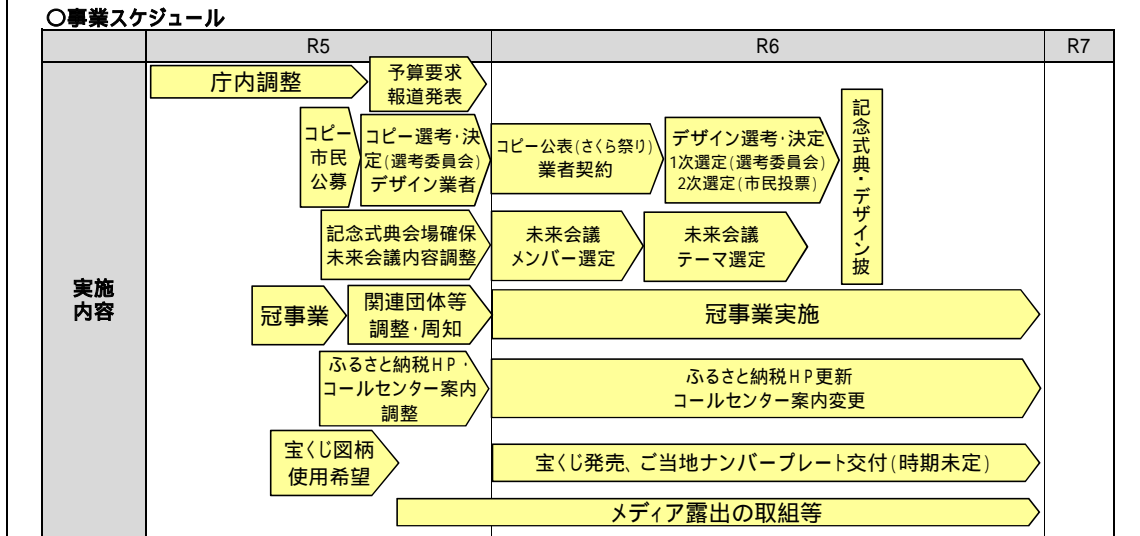 〇事業スケジュール
R5
R6
R7
実施
内容
庁内調整
予算要求
報道発表
コピー
市民
公募
コピー選考・決
定(選考委員会)
デザイン業者
コピー公表(さくら祭り)
業者契約
デザイン選考・決定
1次選定(選考委員会)
2次選定(市民投票)
記念式典・デザイン披
記念式典会場確保
未来会議内容調整
未来会議
メンバー選定
未来会議
テーマ選定
冠事業
関連団体等
調整・周知
冠事業実施
ふるさと納税HP・
コールセンター案内
調整
ふるさと納税HP更新
コールセンター案内変更
宝くじ図柄
使用希望
宝くじ発売、ご当地ナンバープレート交付(時期未定)
メディア露出の取組等